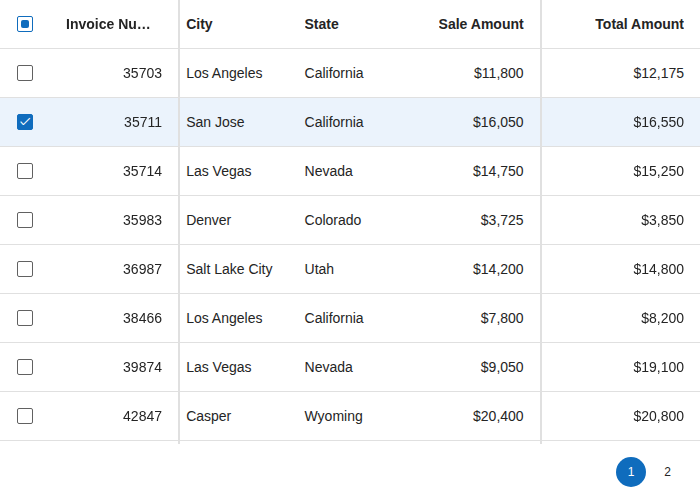 Invoice Nu… City State Sale Amount Total Amount
35703 Los Angeles California $11,800 $12,175
35711 San Jose California $16,050 $16,550
35714 Las Vegas Nevada $14,750 $15,250
35983 Denver Colorado $3,725 $3,850
36987 Salt Lake City Utah $14,200 $14,800
38466 Los Angeles California $7,800 $8,200
39874 Las Vegas Nevada $9,050 $19,100
42847 Casper Wyoming $20,400 $20,800
1 2